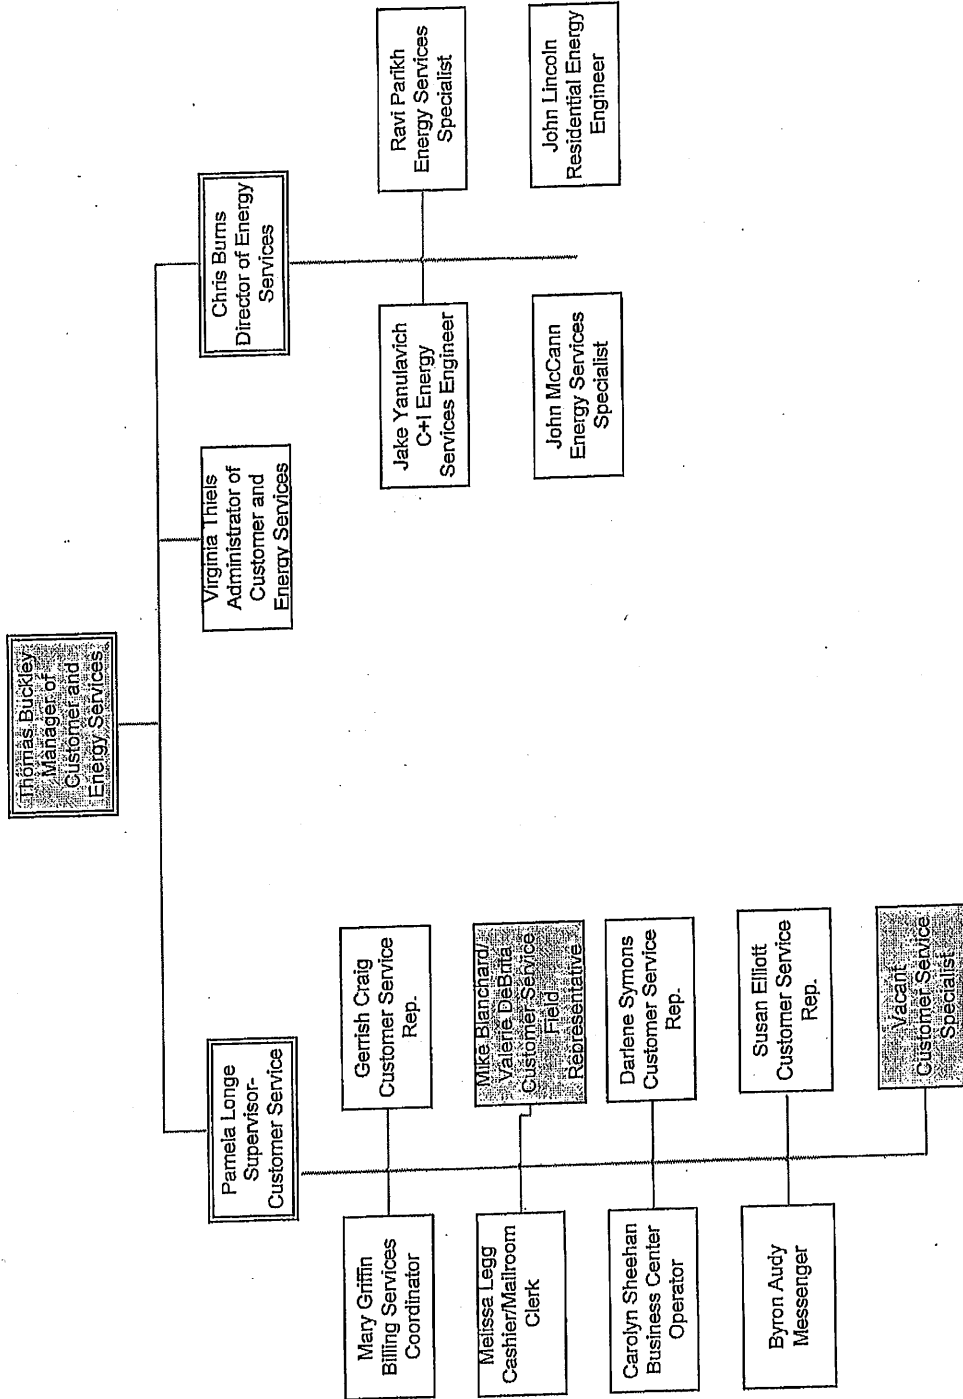 Thomas Buckley
Manager of
Customer and
Energy Services
Pamela Longe
Supervisor-
Customer Service
Virginia Thiels
Administrator of
Customer and
Energy Services
Chris Burns
Director of Energy
Services
Mary Griffin
Billing Services
Coordinator
Gerrish Craig
Customer Service
Rep.
Melissa Legg
Cashier/Mailroom
Clerk
Mike Blanchard/
Valerie DeBrita
Customer Service
Field
Representative
Carolyn Sheehan
Business Center
Operator
Darlene Symons
Customer Service
Rep.
Byron Audy
Messenger
Susan Elliott
Customer Service
Rep.
Vacant
Customer Service
Specialist
Jake Yanulavich
C+I Energy
Services Engineer
Ravi Parikh
Energy Services
Specialist
John McCann
Energy Services
Specialist
John Lincoln
Residential Energy
Engineer